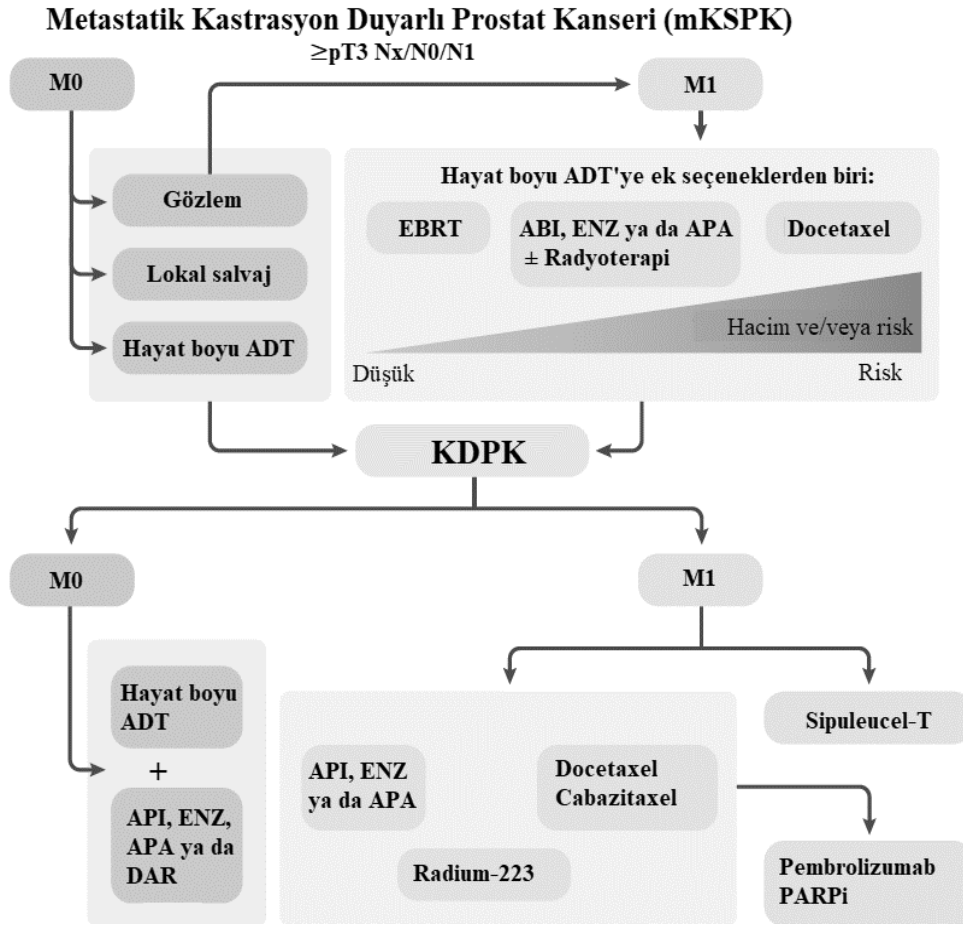 Metastatik Kastrasyon Duyarlı Prostat Kanseri (mKSPK)
≥pT3 Nx/N0/N1
M0
M1
Gözlem
Lokal salvaj
Hayat boyu ADT
Hayat boyu ADT'ye ek seçeneklerden biri:
EBRT
ABI, ENZ ya da APA
± Radyoterapi
Docetaxel
Hacim ve/veya risk
Düşük
Risk
KDPK
M0
M1
Hayat boyu
ADT
+
API, ENZ,
APA ya da
DAR
API, ENZ
ya da APA
Docetaxel
Cabazitaxel
Radium-223
Sipuleucel-T
Pembrolizumab
PARPi